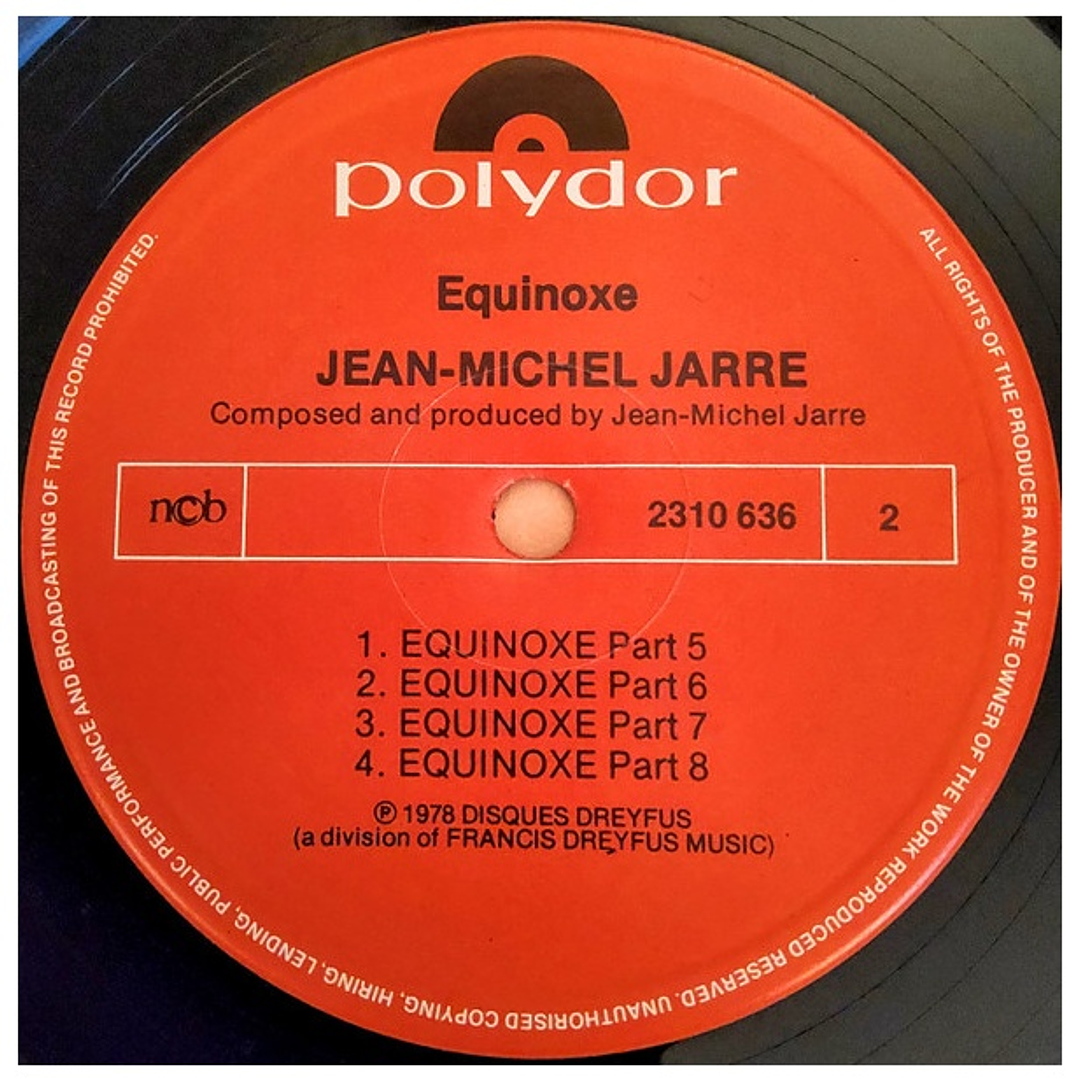 polydor
Equinoxe
JEAN-MICHEL JARRE
Composed and produced by Jean-Michel Jarre
ncb
2310 636
2
1. EQUINOXE Part 5
2. EQUINOXE Part 6
3. EQUINOXE Part 7
4. EQUINOXE Part 8
℗ 1978 DISQUES DREYFUS
(a division of FRANCIS DREYFUS MUSIC)
ALL RIGHTS OF THE PRODUCER AND OF THE OWNER OF THE WORK REPRODUCED RESERVED. UNAUTHORISED COPYING, HIRING, LENDING, PUBLIC PERFORMANCE AND BROADCASTING OF THIS RECORD PROHIBITED.